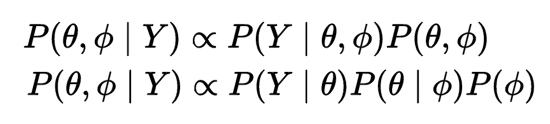 P(θ, ϕ | Y) ∝ P(Y | θ, ϕ)P(θ, ϕ)
P(θ, ϕ | Y) ∝ P(Y | θ)P(θ | ϕ)P(ϕ)